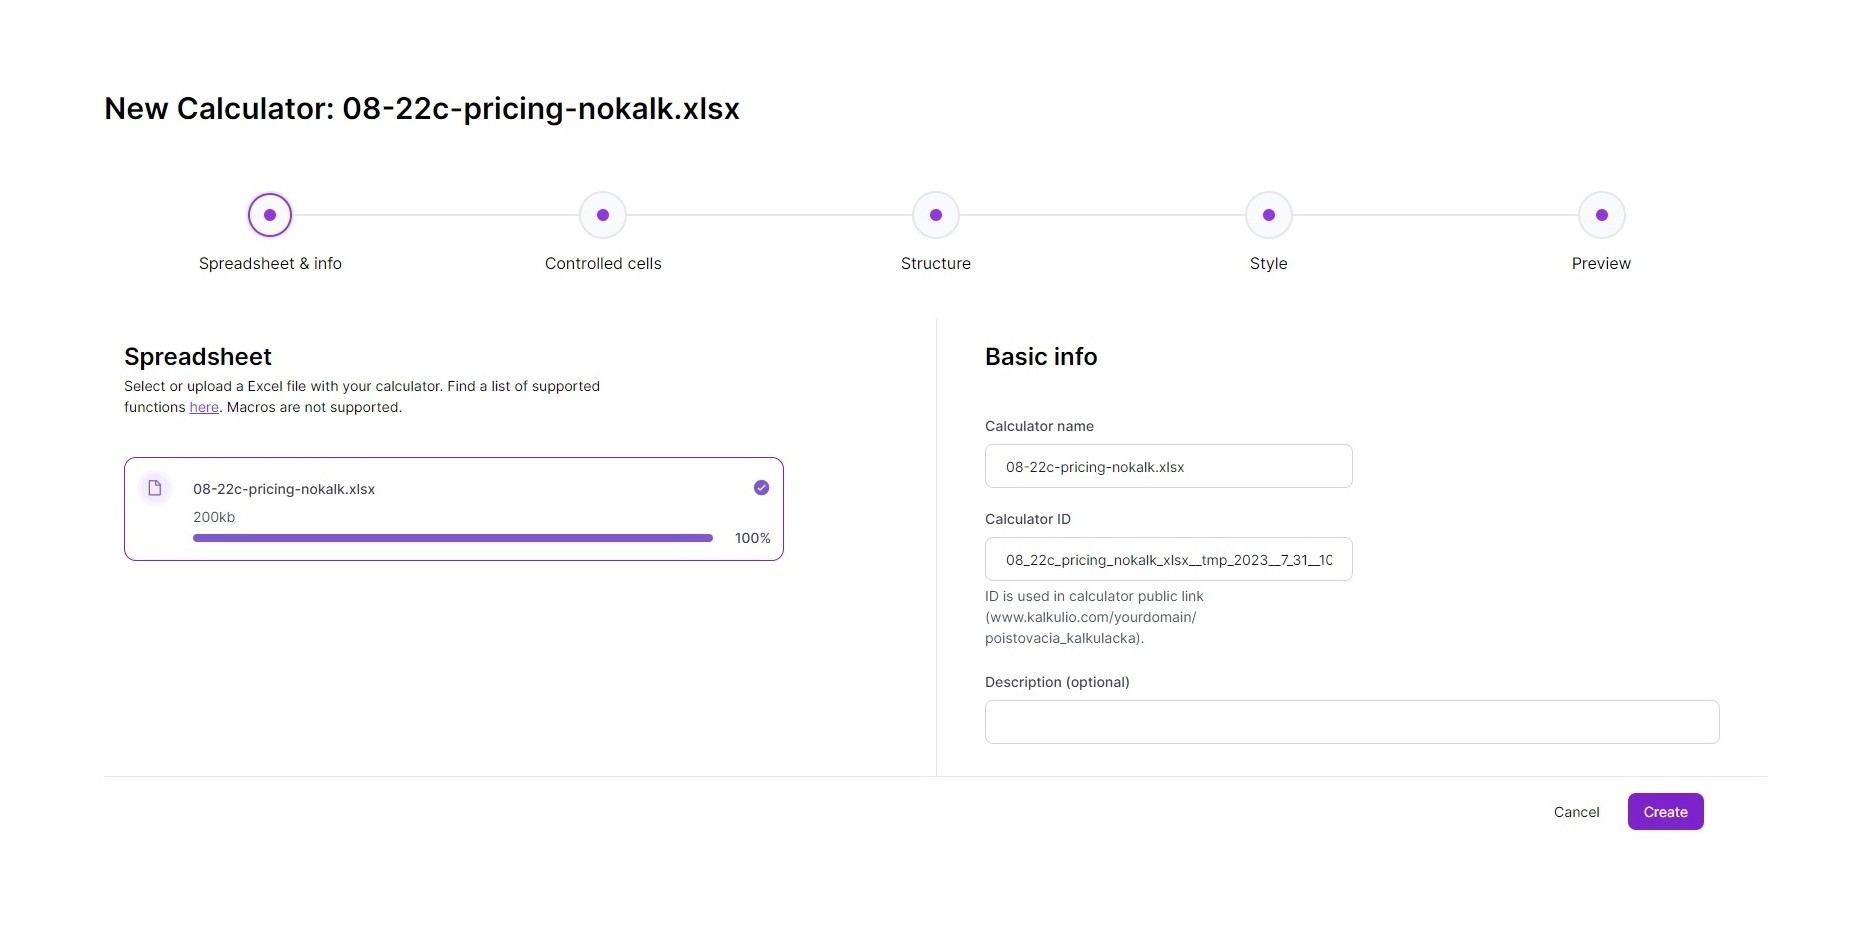 New Calculator: 08-22c-pricing-nokalk.xlsx
Spreadsheet & info
Controlled cells
Structure
Style
Preview
Spreadsheet
Select or upload a Excel file with your calculator. Find a list of supported
functions here. Macros are not supported.
08-22c-pricing-nokalk.xlsx
200kb
100%
Basic info
Calculator name
08-22c-pricing-nokalk.xlsx
Calculator ID
08_22c_pricing_nokalk_xlsx__tmp_2023__7_31__10
ID is used in calculator public link
(www.kalkulio.com/yourdomain/
poistovacia_kalkulacka).
Description (optional)
Cancel
Create